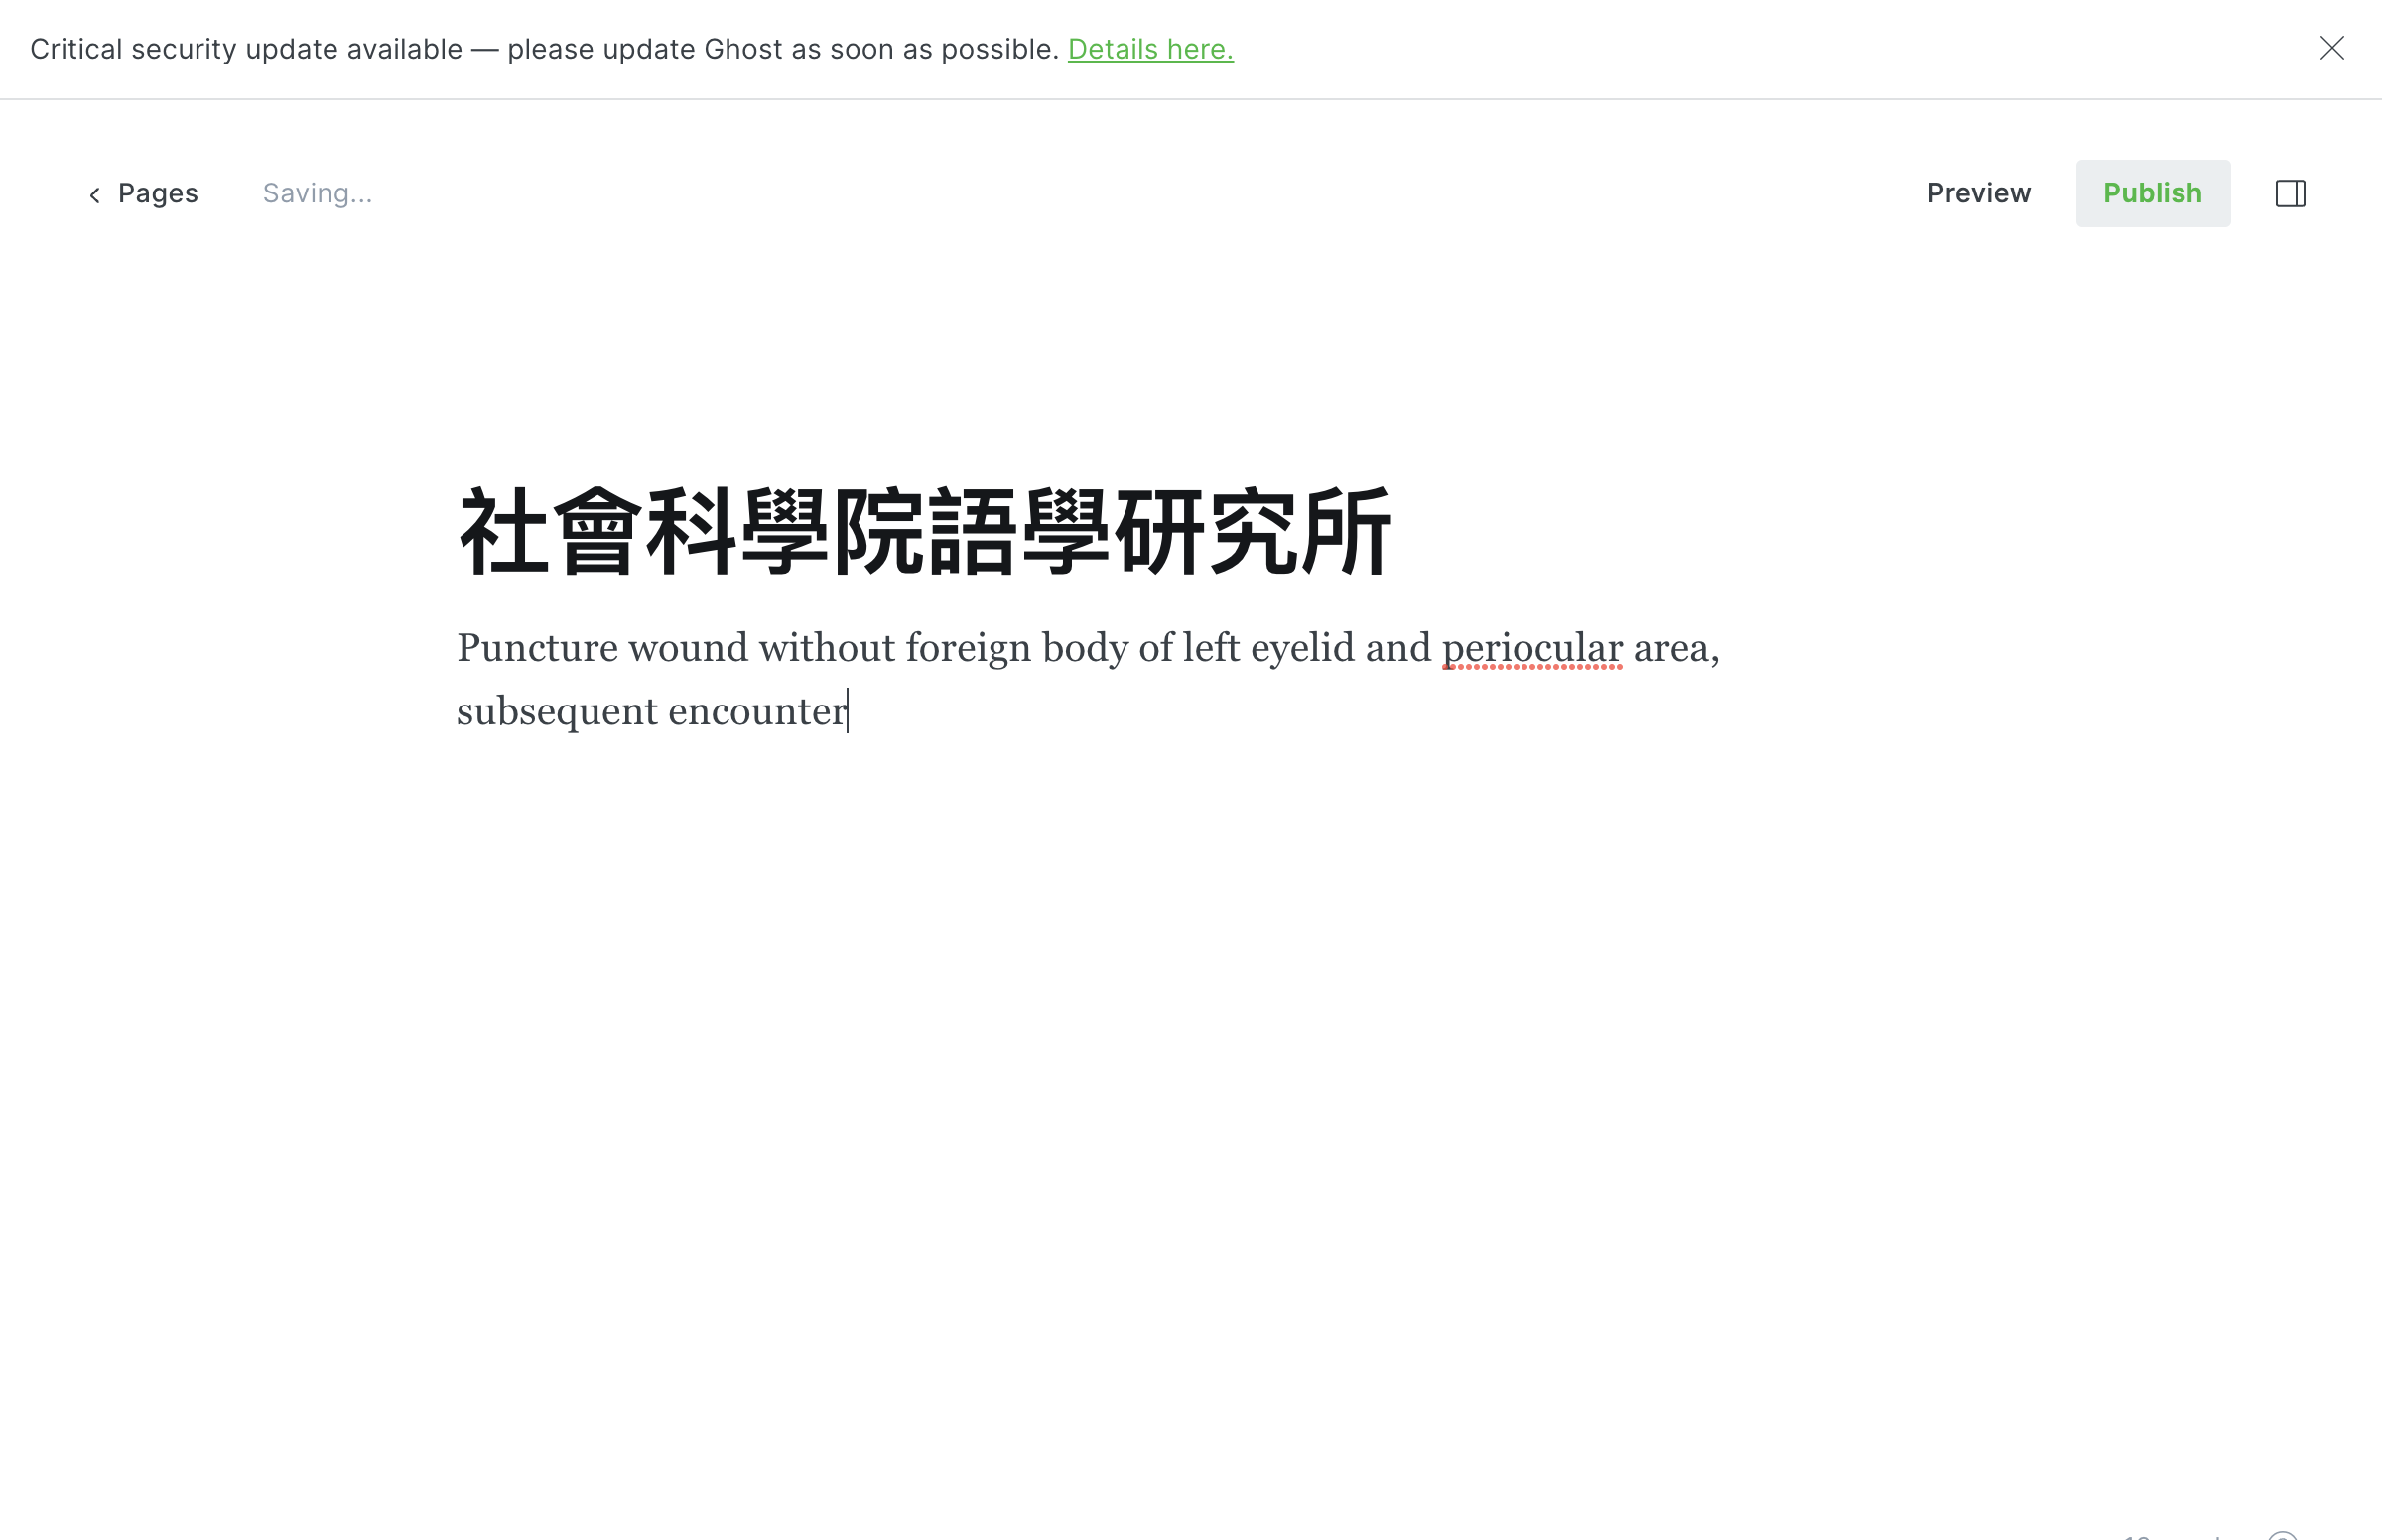 Critical security update available — please update Ghost as soon as possible. Details here.
Pages Saving... Preview Publish
社會科學院語學研究所
Puncture wound without foreign body of left eyelid and periocular area,
subsequent encounter